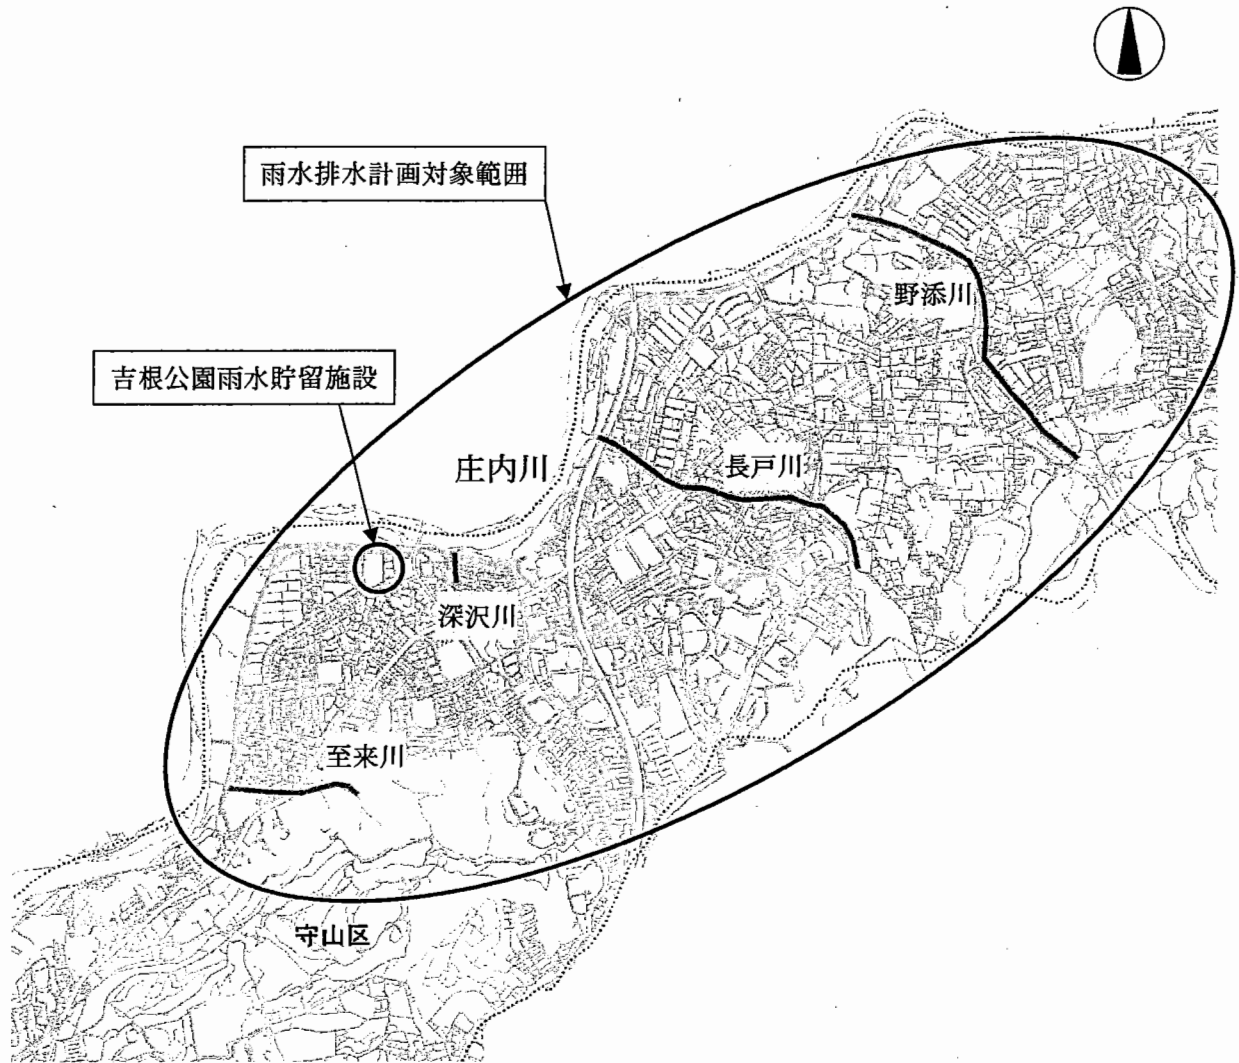 雨水排水計画対象範囲
野添川
吉根公園雨水貯留施設
庄内川
長戸川
深沢川
至来川
守山区